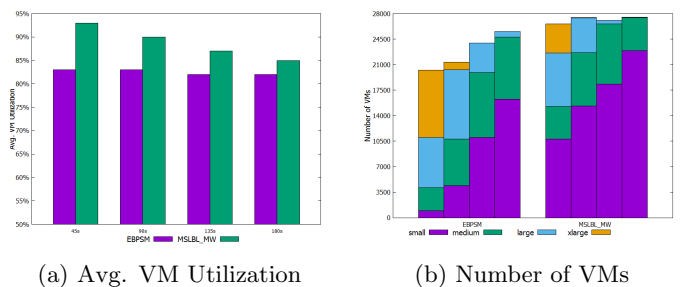 95%
90%
85%
80%
75%
70%
65%
60%
55%
50%
Avg. VM Utilization
45s 90s 135s 180s
EBPSM MSLBL_MW
28000
24500
21000
17500
14000
10500
7000
3500
0
Number of VMs
EBPSM MSLBL_MW
small medium large xlarge
(a) Avg. VM Utilization
(b) Number of VMs